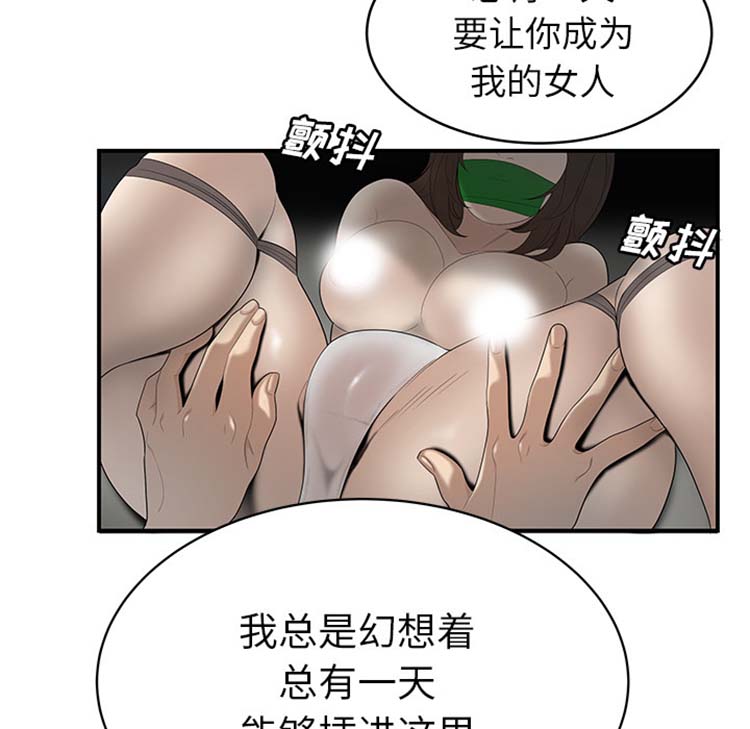 要让你成为
我的女人
颤抖
颤抖
我总是幻想着
总有一天